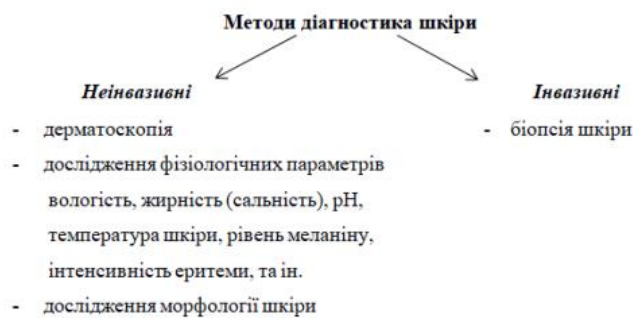 Методи діагностика шкіри
Неінвазивні
- дерматоскопія
- дослідження фізіологічних параметрів
вологість, жирність (сальність), рН,
температура шкіри, рівень меланіну,
інтенсивність еритеми, та ін.
- дослідження морфології шкіри
Інвазивні
- біопсія шкіри